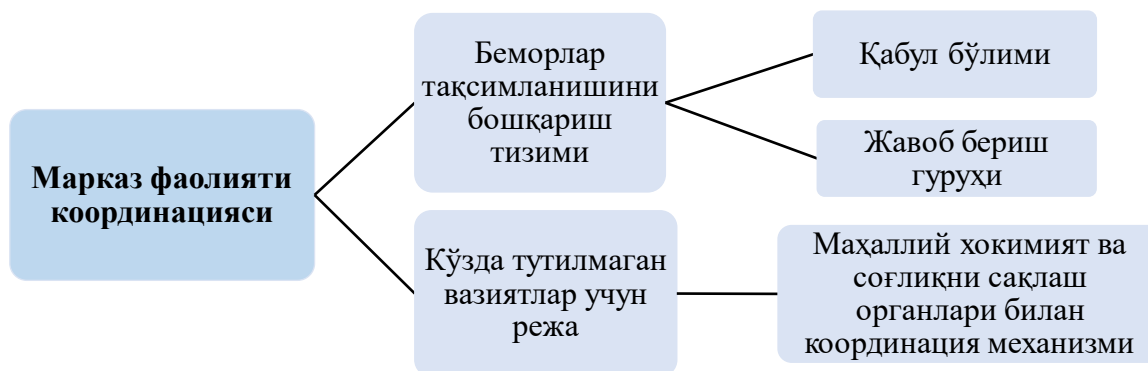 Марказ фаолияти
координацияси
Беморлар
тақсимланишини
бошқариш
тизими
Қабул бўлими
Жавоб бериш
гуруҳи
Кўзда тутилмаган
вазиятлар учун
режа
Маҳаллий хокимият ва
соғлиқни сақлаш
органлари билан
координация механизми